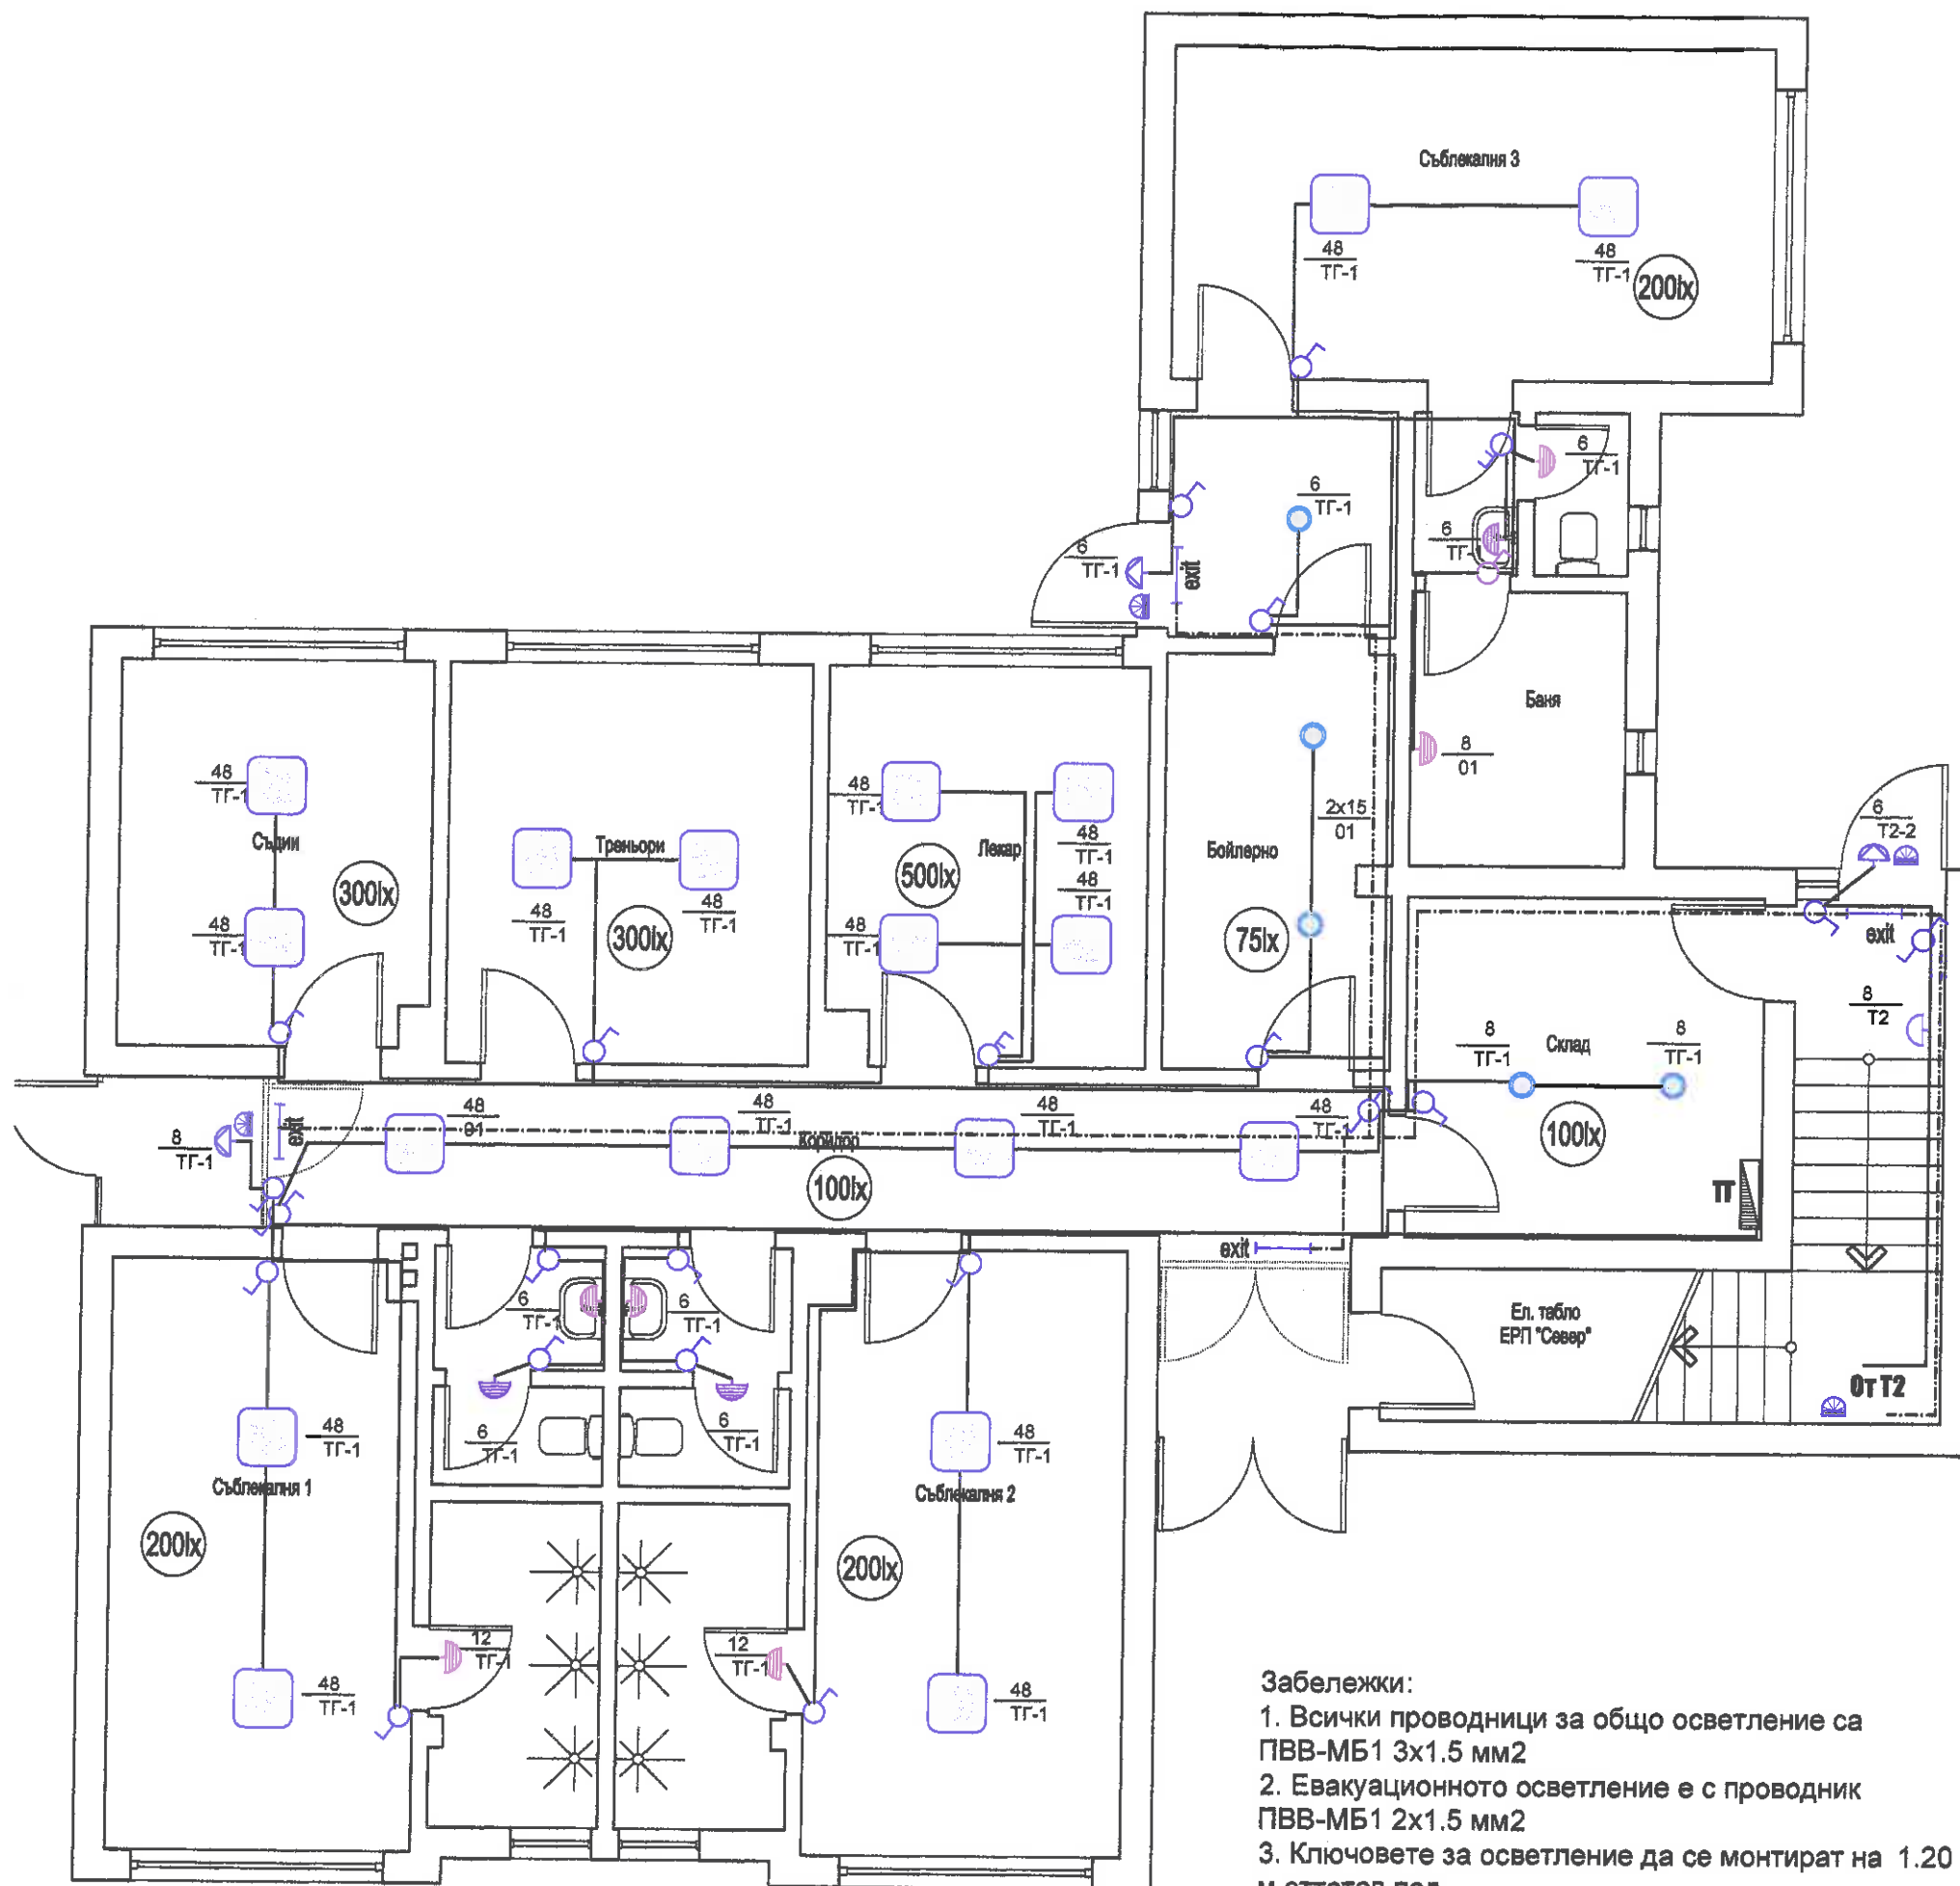 Съблекалня 3
48
ТГ-1
48
ТГ-1
200lx
6
ТГ-1
6
ТГ-1
6
ТГ-1
exit
6
ТГ-
Баня
8
01
48
ТГ-1
Съдии
48
ТГ-1
300lx
Треньори
48
ТГ-1
48
ТГ-1
300lx
48
ТГ-1
Лекар
48
ТГ-1
48
ТГ-1
500lx
48
ТГ-1
Бойлерно
2x15
01
75lx
6
Т2-2
exit
8
Т2
8
ТГ-1
Склад
8
ТГ-1
100lx
ТГ
8
ТГ-1
exit
48
01
48
ТГ-1
Коридор
48
ТГ-1
48
ТГ-1
100lx
exit
Ел. табло
ЕРП "Север"
От Т2
6
ТГ-1
6
ТГ-1
6
ТГ-1
6
ТГ-1
48
ТГ-1
Съблекалня 1
200lx
48
ТГ-1
12
ТГ-1
12
ТГ-1
48
ТГ-1
Съблекалня 2
200lx
48
ТГ-1
Забележки:
1. Всички проводници за общо осветление са
ПВВ-МБ1 3x1.5 мм2
2. Евакуационното осветление е с проводник
ПВВ-МБ1 2x1.5 мм2
3. Ключовете за осветление да се монтират на 1.20